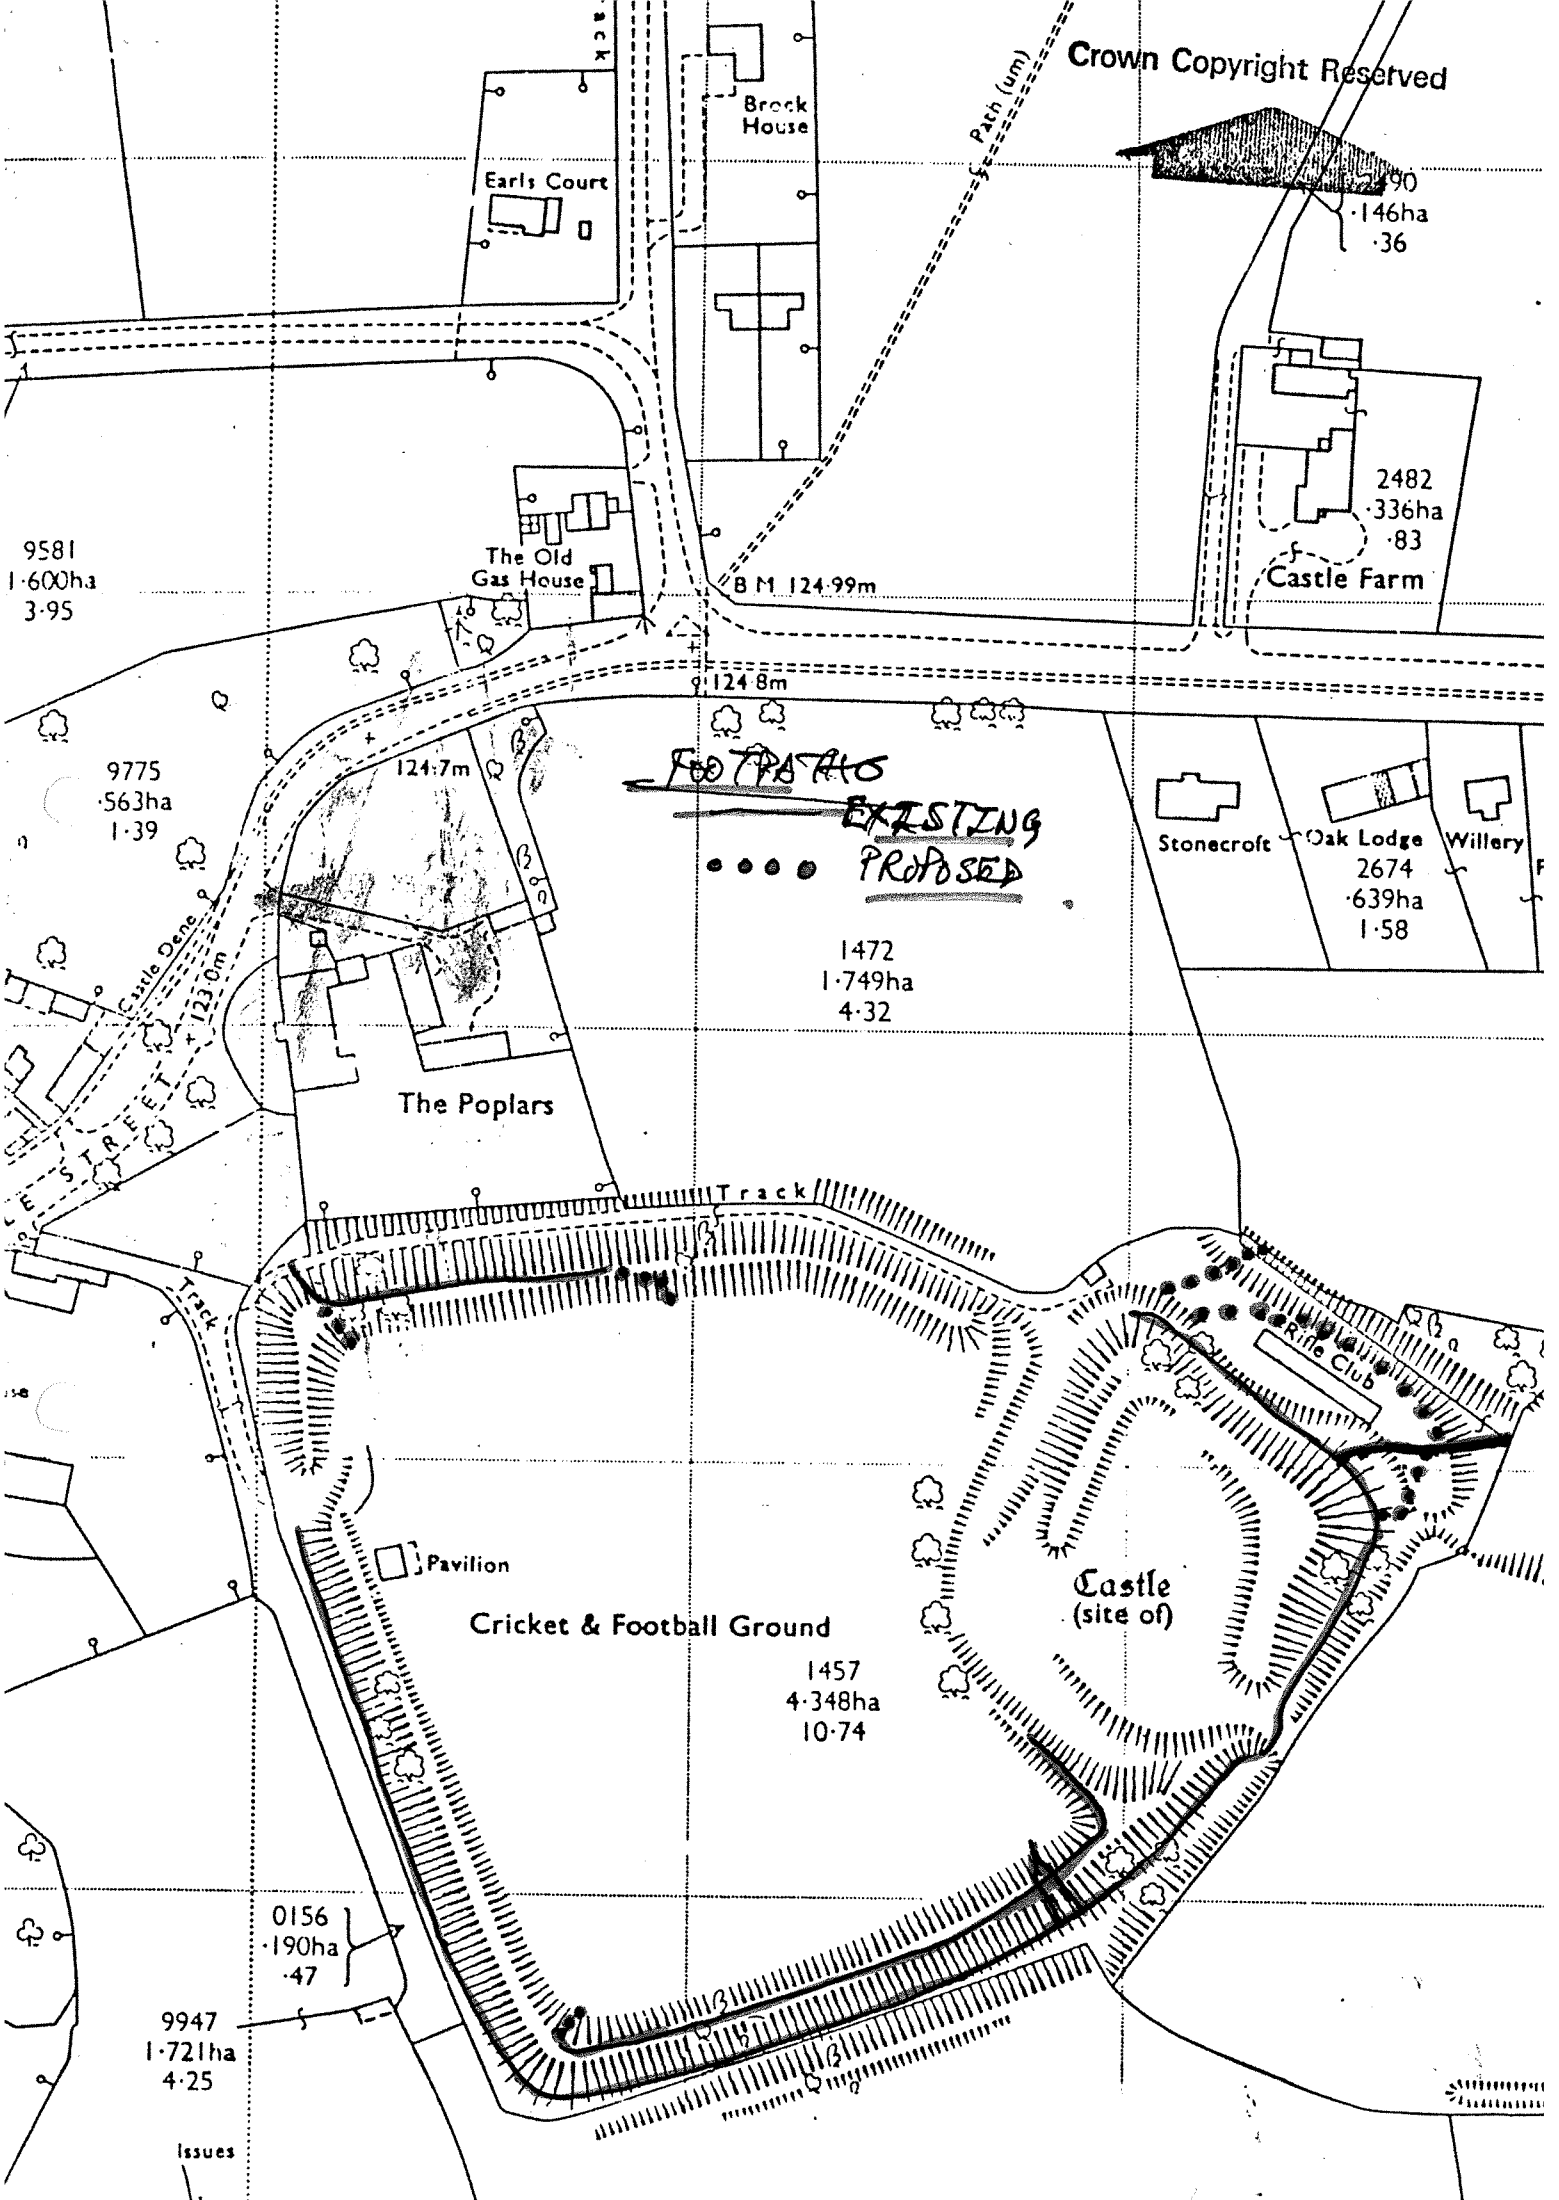 ack
Crown Copyright Reserved
Brock
House
Path (um)
Earls Court
2490
·146ha
·36
2482
·336ha
·83
Castle Farm
The Old
Gas House
9581
1·600ha
3·95
B M 124·99m
124·8m
124·7m
9775
·563ha
1·39
FOOTPATHS
EXISTING
PROPOSED
Stonecroft
Oak Lodge
2674
·639ha
1·58
Willery
1472
1·749ha
4·32
Castle Dene
123·0m
CE STREET
The Poplars
Track
Track
Rifle Club
Pavilion
Cricket & Football Ground
1457
4·348ha
10·74
Castle
(site of)
0156
·190ha
·47
9947
1·721ha
4·25
Issues